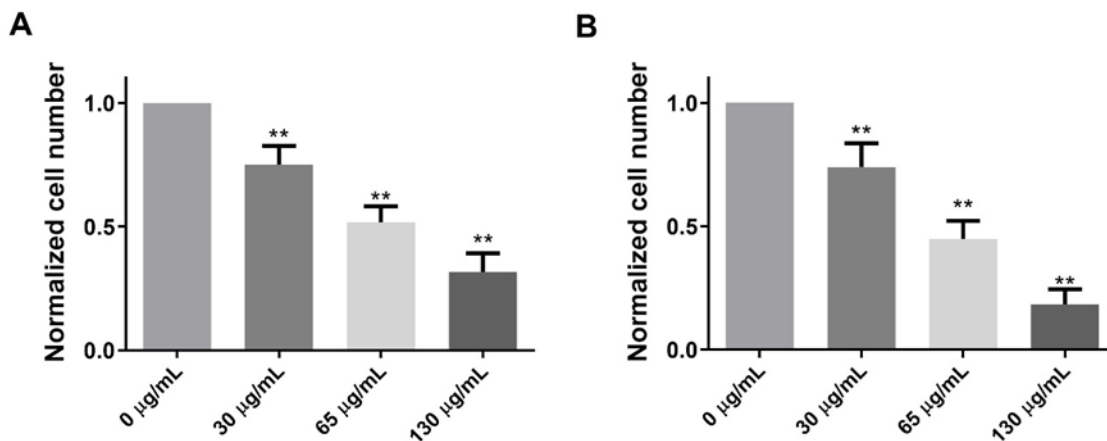 A
Normalized cell number
1.0
0.5
0.0
**
**
**
0 μg/mL
30 μg/mL
65 μg/mL
130 μg/mL
B
Normalized cell number
1.0
0.5
0.0
**
**
**
0 μg/mL
30 μg/mL
65 μg/mL
130 μg/mL